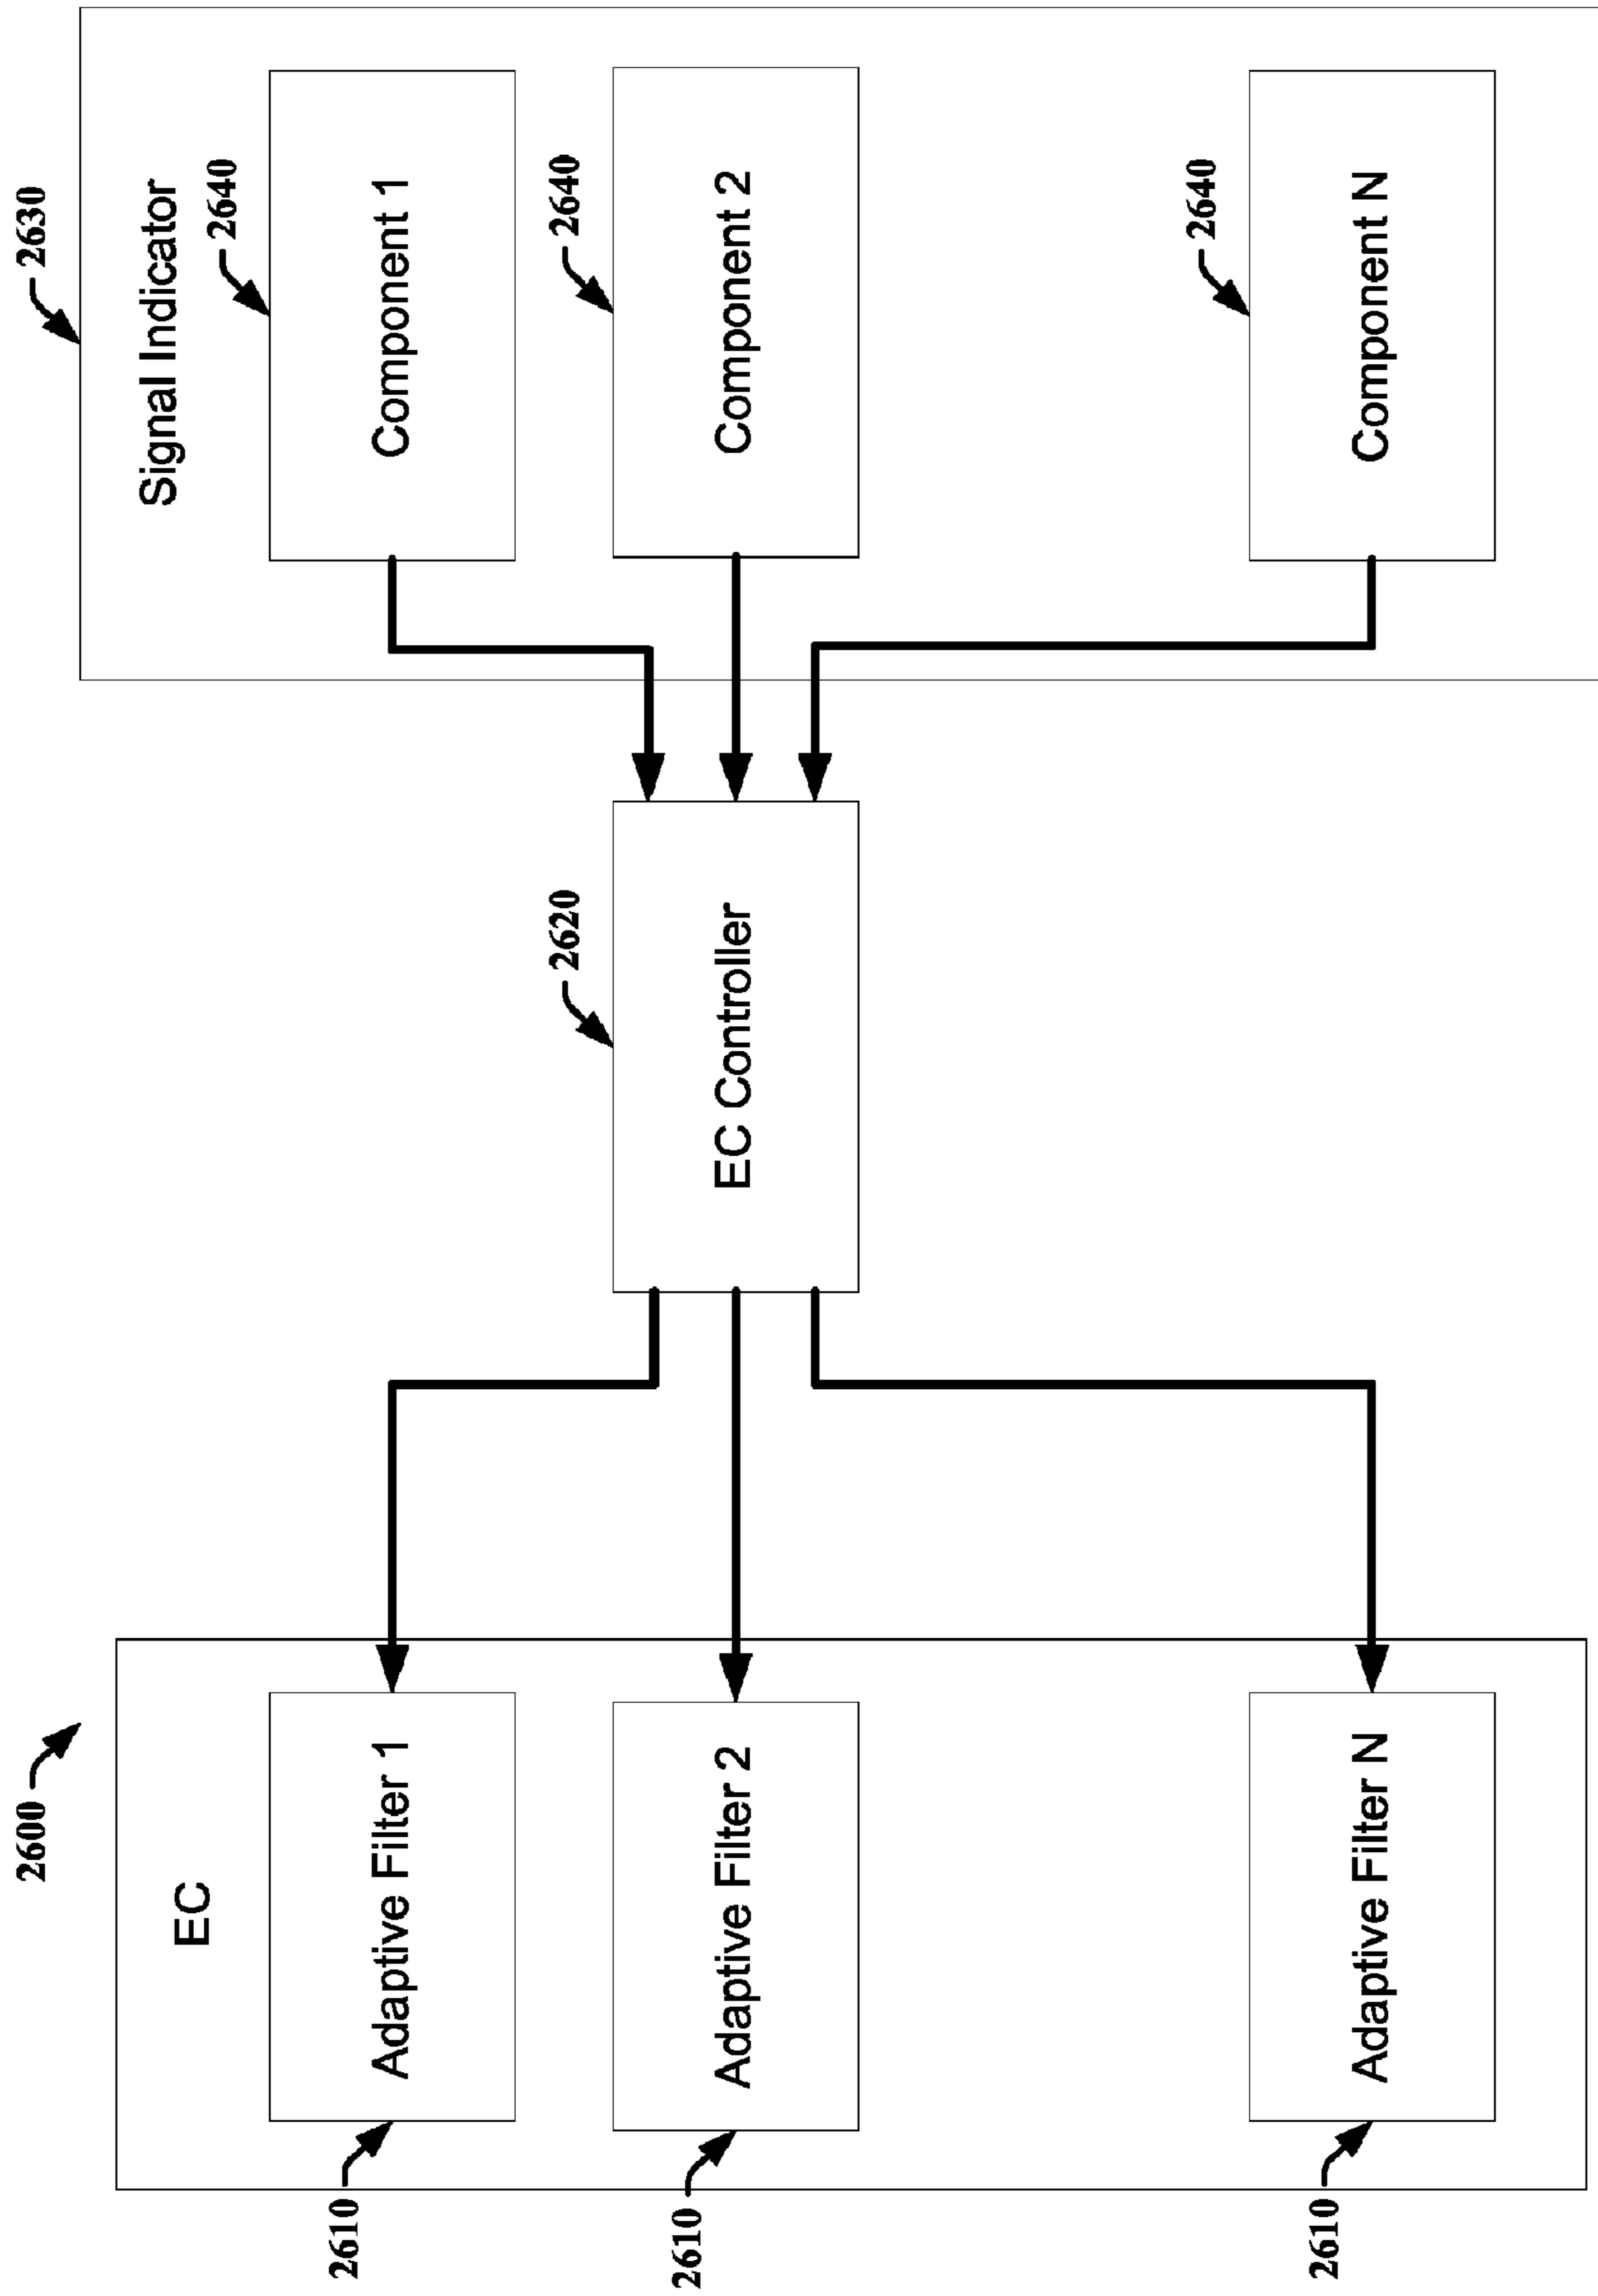 2600
EC
2610
Adaptive Filter 1
2610
Adaptive Filter 2
2610
Adaptive Filter N
2620
EC Controller
2630
Signal Indicator
2640
Component 1
2640
Component 2
2640
Component N